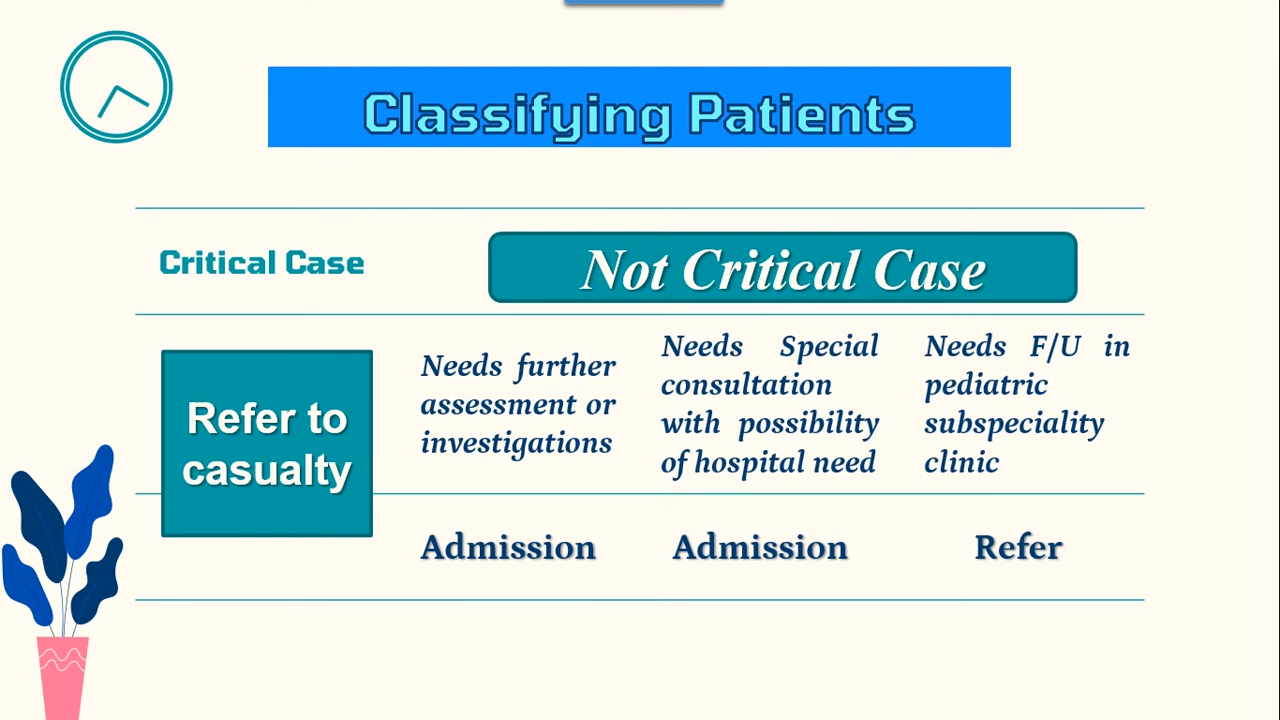 Classifying Patients
Critical Case
Not Critical Case
Refer to
casualty
Needs further
assessment or
investigations
Needs Special
consultation
with possibility
of hospital need
Needs F/U in
pediatric
subspeciality
clinic
Admission
Admission
Refer